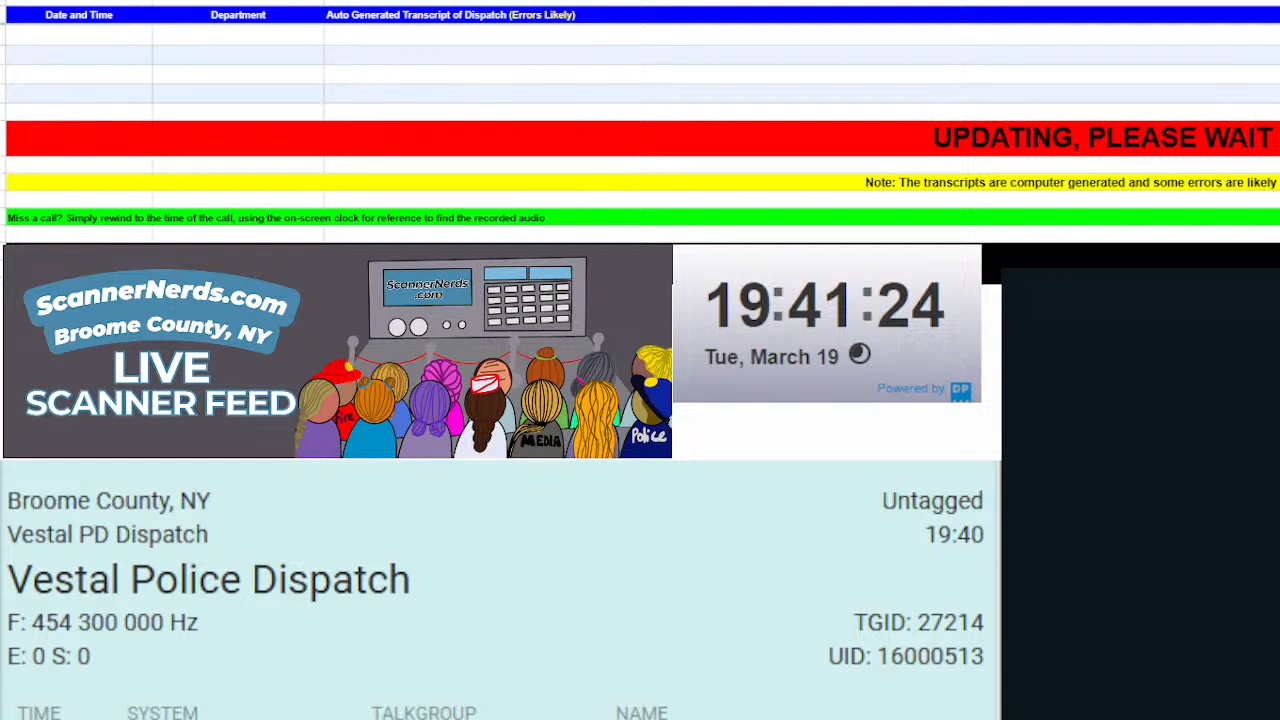 Date and Time Department Auto Generated Transcript of Dispatch (Errors Likely)
UPDATING, PLEASE WAIT
Note: The transcripts are computer generated and some errors are likely
Miss a call? Simply rewind to the time of the call, using the on-screen clock for reference to find the recorded audio
ScannerNerds.com
Broome County, NY
LIVE
SCANNER FEED
ScannerNerds
.com
Fire
MEDIA
Police
19:41:24
Tue, March 19
Powered by DP
Broome County, NY Untagged
Vestal PD Dispatch 19:40
Vestal Police Dispatch
F: 454 300 000 Hz TGID: 27214
E: 0 S: 0 UID: 16000513
TIME SYSTEM TALKGROUP NAME